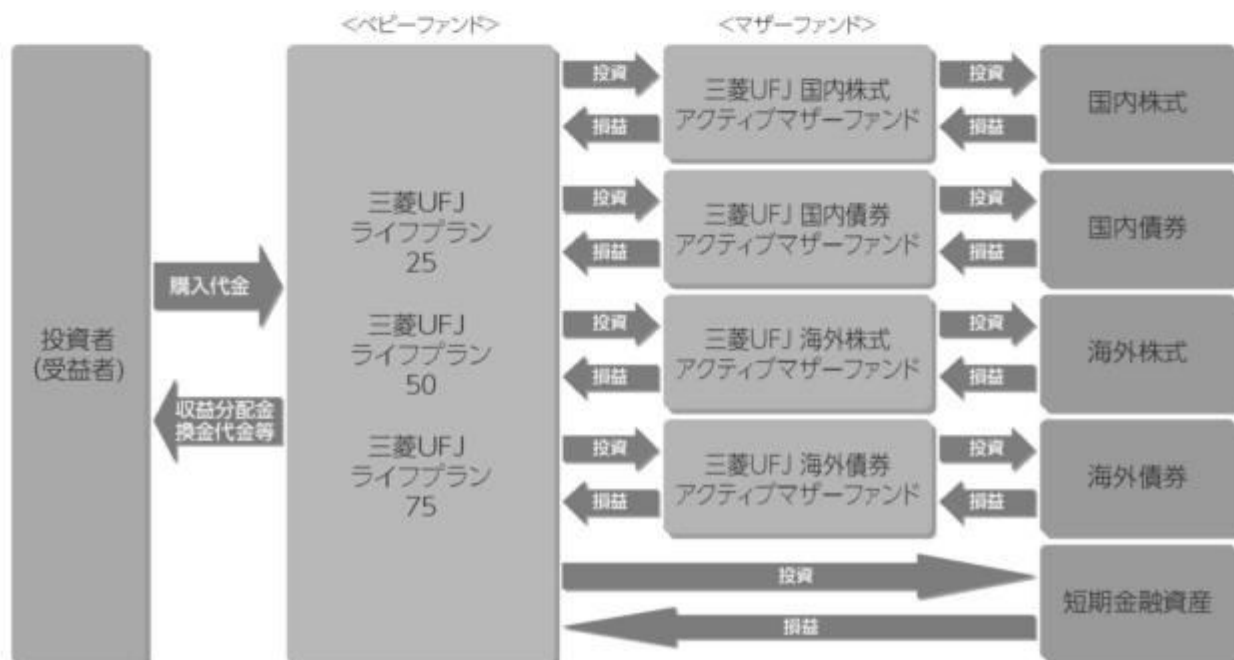 <ベビーファンド>
<マザーファンド>
投資者
(受益者)
購入代金
収益分配金
換金代金等
三菱UFJ
ライフプラン
25
三菱UFJ
ライフプラン
50
三菱UFJ
ライフプラン
75
投資
損益
三菱UFJ 国内株式
アクティブマザーファンド
投資
損益
国内株式
投資
損益
三菱UFJ 国内債券
アクティブマザーファンド
投資
損益
国内債券
投資
損益
三菱UFJ 海外株式
アクティブマザーファンド
投資
損益
海外株式
投資
損益
三菱UFJ 海外債券
アクティブマザーファンド
投資
損益
海外債券
投資
損益
短期金融資産